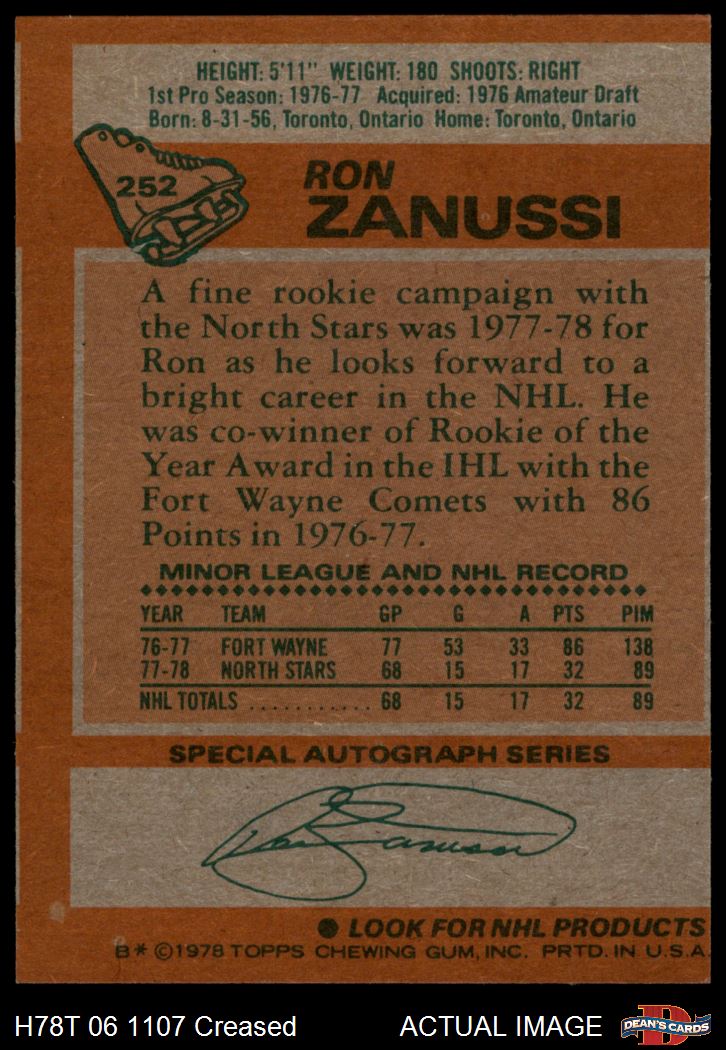 HEIGHT: 5'11" WEIGHT: 180 SHOOTS: RIGHT
1st Pro Season: 1976-77 Acquired: 1976 Amateur Draft
Born: 8-31-56, Toronto, Ontario Home: Toronto, Ontario
252
RON
ZANUSSI
A fine rookie campaign with
the North Stars was 1977-78 for
Ron as he looks forward to a
bright career in the NHL. He
was co-winner of Rookie of the
Year Award in the IHL with the
Fort Wayne Comets with 86
Points in 1976-77.
MINOR LEAGUE AND NHL RECORD
YEAR TEAM GP G A PTS PIM
76-77 FORT WAYNE 77 53 33 86 138
77-78 NORTH STARS 68 15 17 32 89
NHL TOTALS ........... 68 15 17 32 89
SPECIAL AUTOGRAPH SERIES
Ron Zanussi
● LOOK FOR NHL PRODUCTS
B* ©1978 TOPPS CHEWING GUM, INC. PRTD. IN U.S.A.
H78T 06 1107 Creased ACTUAL IMAGE
D
DEAN'S CARDS